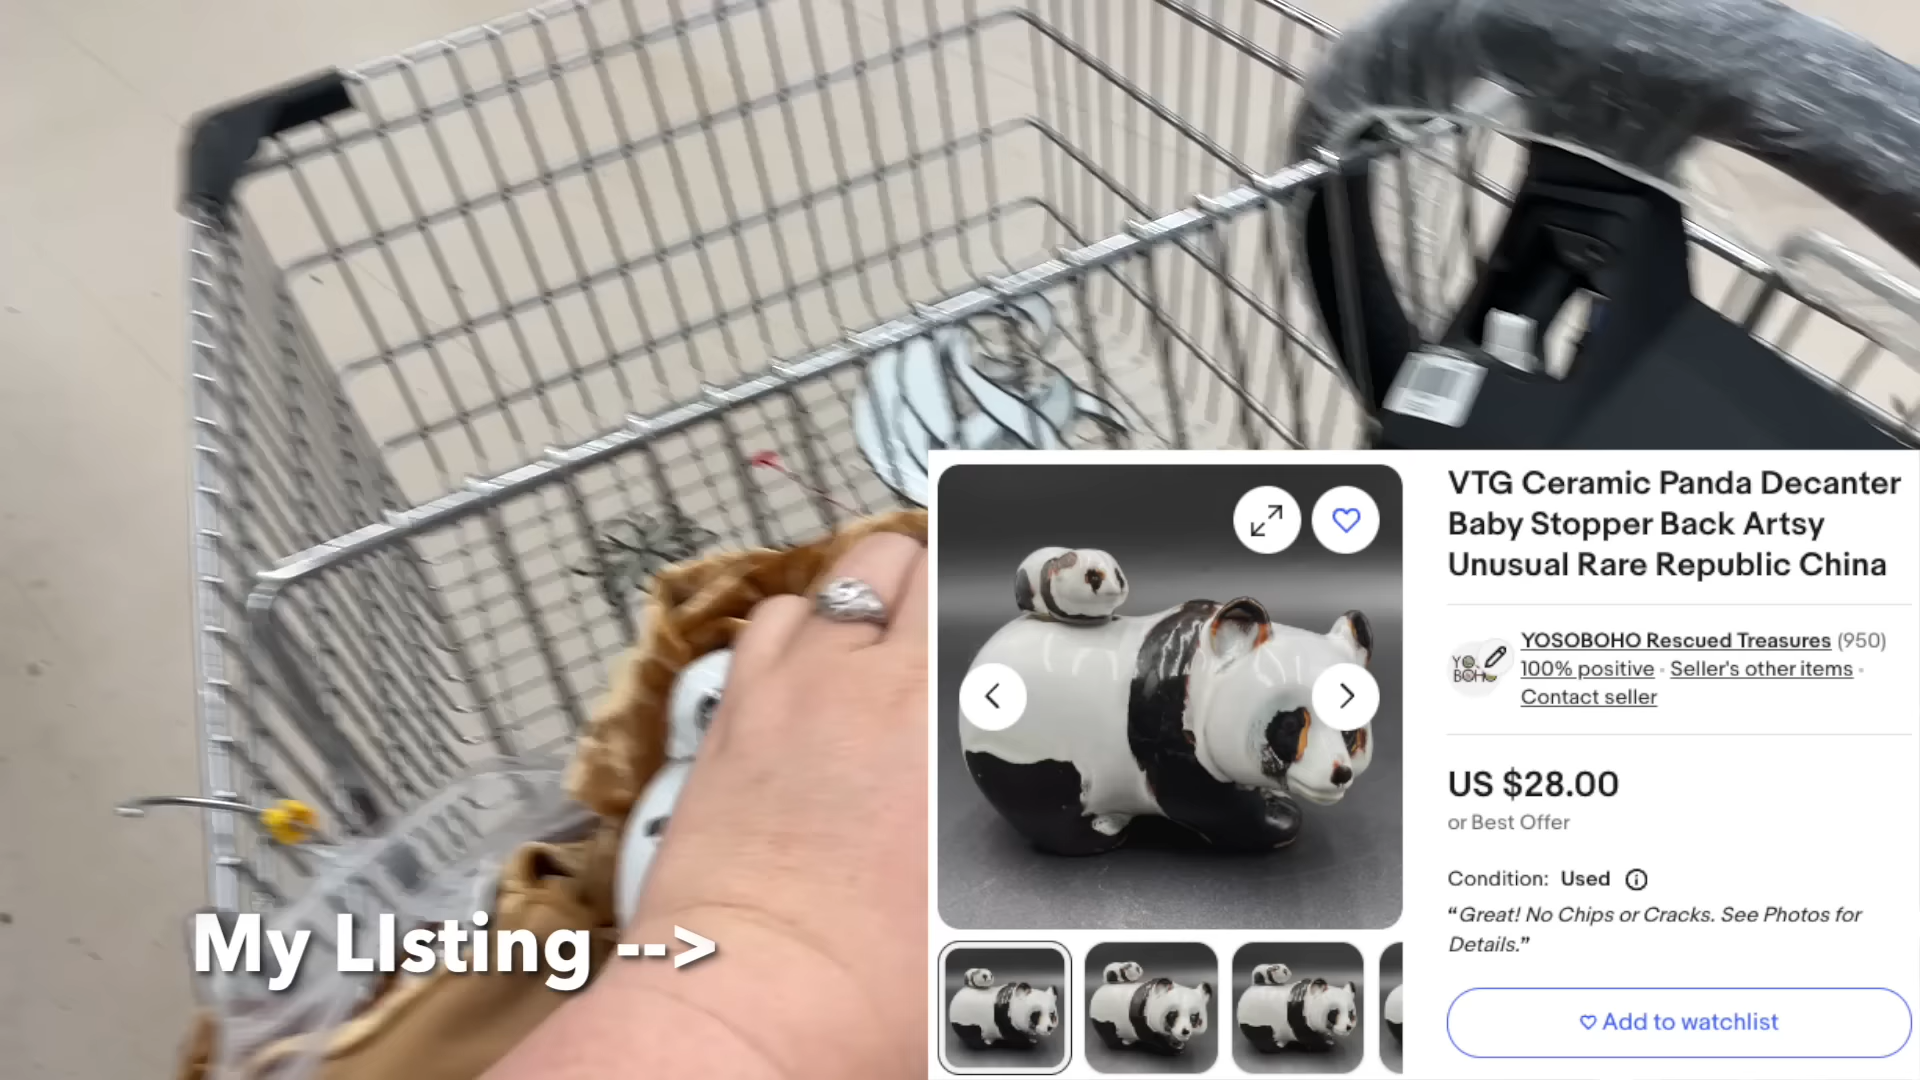 VTG Ceramic Panda Decanter
Baby Stopper Back Artsy
Unusual Rare Republic China
YOSOBOHO Rescued Treasures (950)
100% positive · Seller's other items ·
Contact seller
US $28.00
or Best Offer
Condition: Used
“Great! No Chips or Cracks. See Photos for
Details.”
Add to watchlist
My LIsting -->